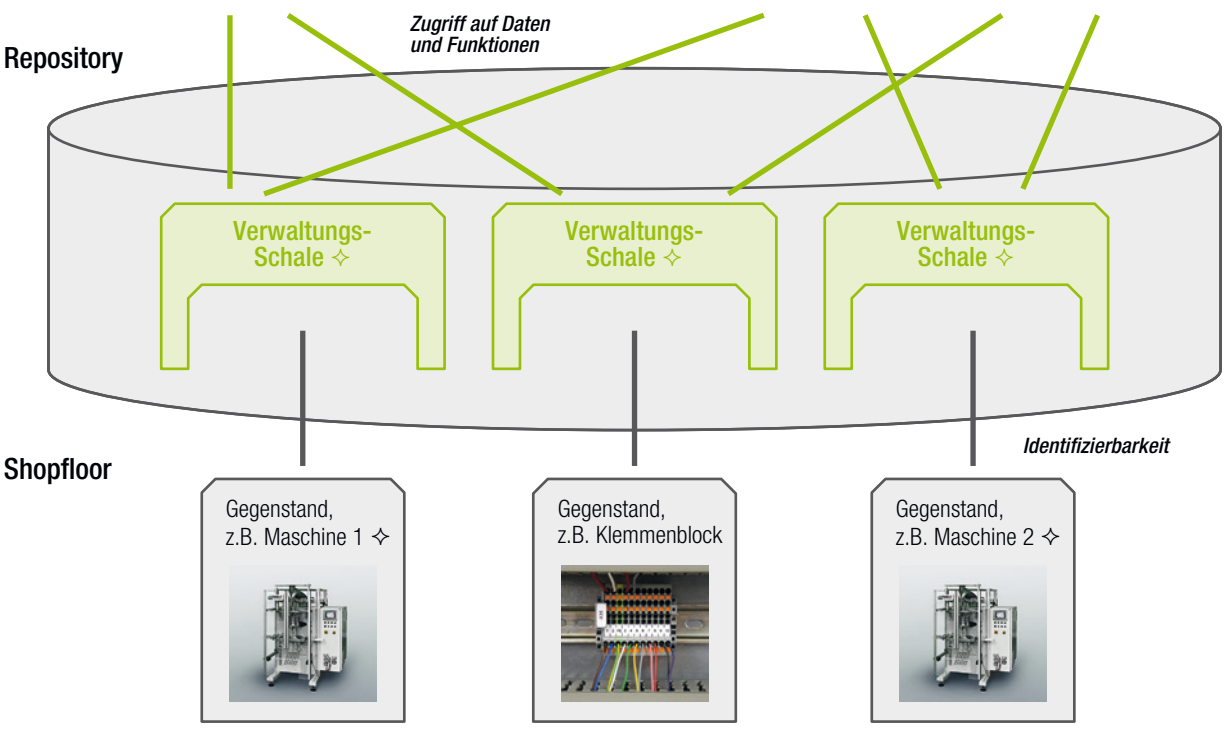 Zugriff auf Daten
und Funktionen
Repository
Verwaltungs-
Schale ✧
Verwaltungs-
Schale ✧
Verwaltungs-
Schale ✧
Identifizierbarkeit
Shopfloor
Gegenstand,
z.B. Maschine 1 ✧
Gegenstand,
z.B. Klemmenblock
Gegenstand,
z.B. Maschine 2 ✧